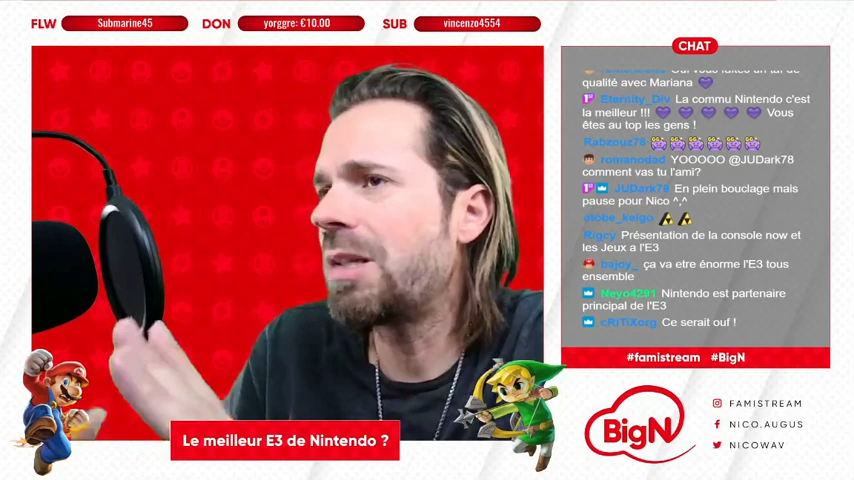 FLW Submarine45 DON yorggre: €10.00 SUB vincenzo4554
CHAT
qualité avec Mariana
Eternity_Div La commu Nintendo c'est
la meilleur !!! Vous
êtes au top les gens !
Rabzouz78
romanodad YOOOOO @JUDark78
comment vas tu l'ami?
JUDark78 En plein bouclage mais
pause pour Nico ^,^
atobe_keigo
Rigcy Présentation de la console now et
les Jeux a l'E3
bajoy_ ça va etre énorme l'E3 tous
ensemble
Neyo4291 Nintendo est partenaire
principal de l'E3
cRiTiXorg Ce serait ouf !
#famistream #BigN
Le meilleur E3 de Nintendo ?
BigN
FAMISTREAM
NICO.AUGUS
NICOWAV